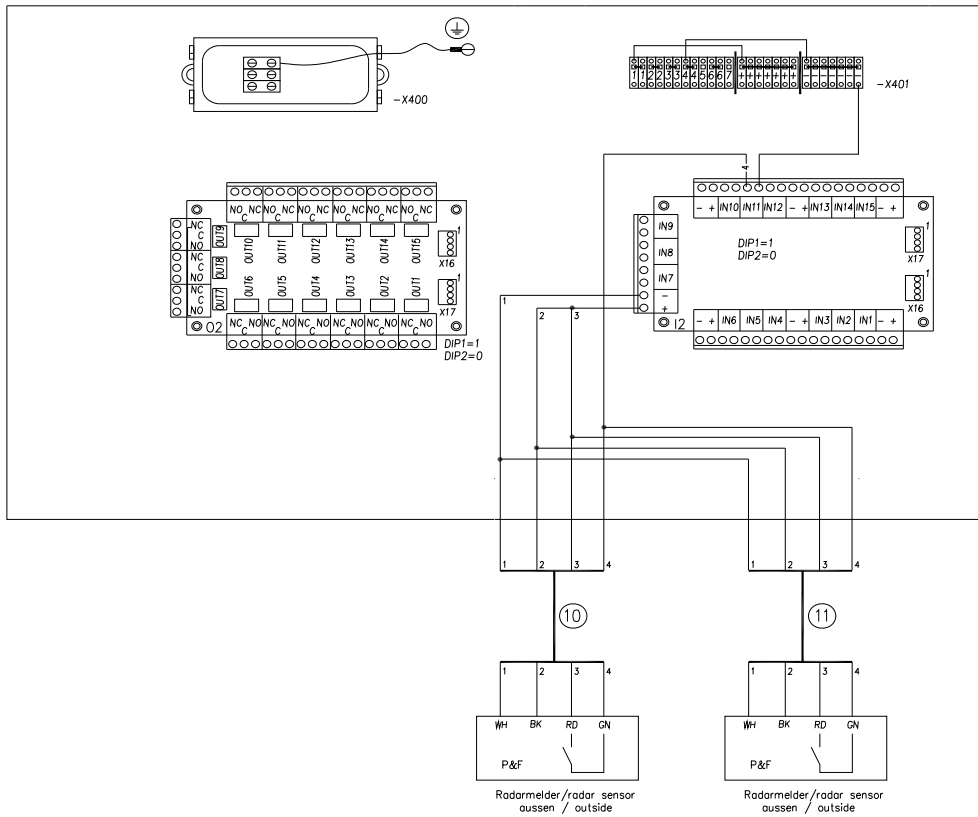 -X400
1 1 2 2 3 3 4 4 5 6 6 7 + + + + + + + - - - - - -
-X401
4
NO C NC NO C NC NO C NC NO C NC NO C NC NO C NC
OUT10 OUT11 OUT12 OUT13 OUT14 OUT15
NC C NO OUT9
NC C NO OUT8
NC C NO OUT7
1
X16
1
X17
OUT6 OUT5 OUT4 OUT3 OUT2 OUT1
O2
NC C NO NC C NO NC C NO NC C NO NC C NO NC C NO
DIP1=1
DIP2=0
- + IN10 IN11 IN12 - + IN13 IN14 IN15 - +
IN9
IN8
IN7
-
+
DIP1=1
DIP2=0
1
X17
1
X16
I2
- + IN6 IN5 IN4 - + IN3 IN2 IN1 - +
1
2
3
1 2 3 4
1 2 3 4
10
11
1 2 3 4
1 2 3 4
WH BK RD GN
WH BK RD GN
P&F
P&F
Radarmelder/radar sensor
aussen / outside
Radarmelder/radar sensor
aussen / outside